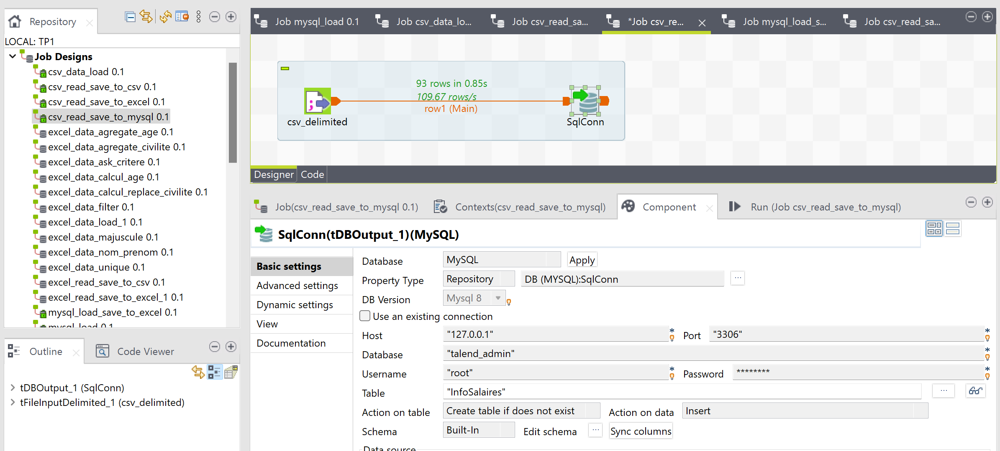 Repository
LOCAL: TP1
Job Designs
csv_data_load 0.1
csv_read_save_to_csv 0.1
csv_read_save_to_excel 0.1
csv_read_save_to_mysql 0.1
excel_data_agregate_age 0.1
excel_data_agregate_civilite 0.1
excel_data_ask_critere 0.1
excel_data_calcul_age 0.1
excel_data_calcul_replace_civilite 0.1
excel_data_filter 0.1
excel_data_load_1 0.1
excel_data_majuscule 0.1
excel_data_nom_prenom 0.1
excel_data_unique 0.1
excel_read_save_to_csv 0.1
excel_read_save_to_excel_1 0.1
mysql_load_save_to_excel 0.1
mysql_load 0.1
Outline
Code Viewer
tDBOutput_1 (SqlConn)
tFileInputDelimited_1 (csv_delimited)
Job mysql_load 0.1
Job csv_data_lo...
Job csv_read_sa...
*Job csv_re...
Job mysql_load_s...
Job csv_read_sa...
93 rows in 0.85s
109.67 rows/s
row1 (Main)
csv_delimited
SqlConn
Designer
Code
Job(csv_read_save_to_mysql 0.1)
Contexts(csv_read_save_to_mysql)
Component
Run (Job csv_read_save_to_mysql)
SqlConn(tDBOutput_1)(MySQL)
Basic settings
Advanced settings
Dynamic settings
View
Documentation
Database MySQL Apply
Property Type Repository DB (MYSQL):SqlConn ...
DB Version Mysql 8
Use an existing connection
Host "127.0.0.1" * Port "3306" *
Database "talend_admin" *
Username "root" * Password ******** *
Table "InfoSalaires" ...
Action on table Create table if does not exist Action on data Insert
Schema Built-In Edit schema ... Sync columns
Data source